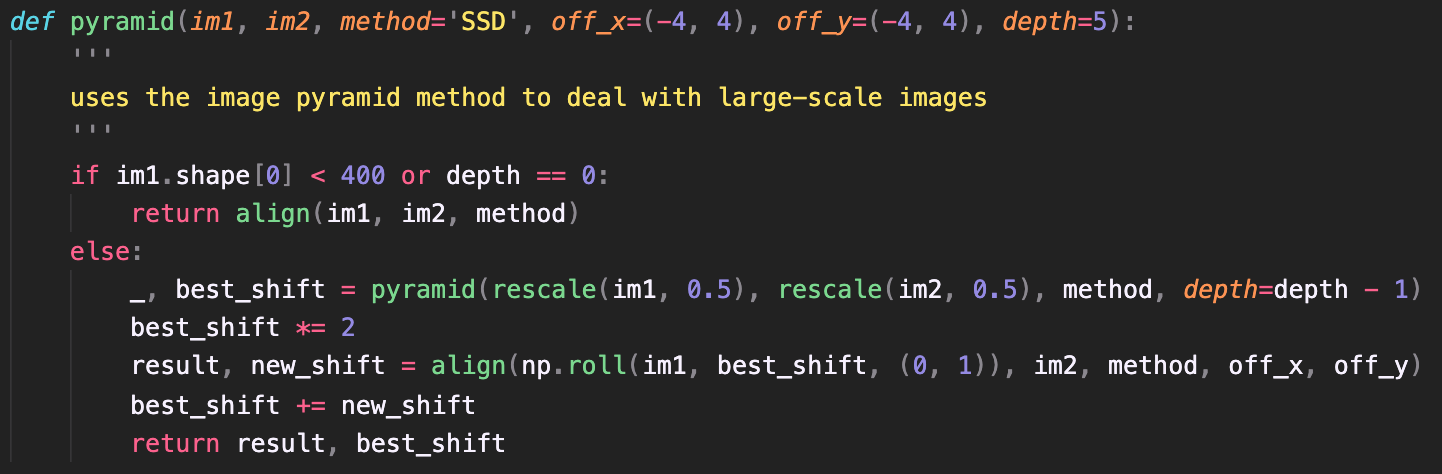 def pyramid(im1, im2, method='SSD', off_x=(-4, 4), off_y=(-4, 4), depth=5):
    '''
    uses the image pyramid method to deal with large-scale images
    '''
    if im1.shape[0] < 400 or depth == 0:
        return align(im1, im2, method)
    else:
        _, best_shift = pyramid(rescale(im1, 0.5), rescale(im2, 0.5), method, depth=depth - 1)
        best_shift *= 2
        result, new_shift = align(np.roll(im1, best_shift, (0, 1)), im2, method, off_x, off_y)
        best_shift += new_shift
        return result, best_shift